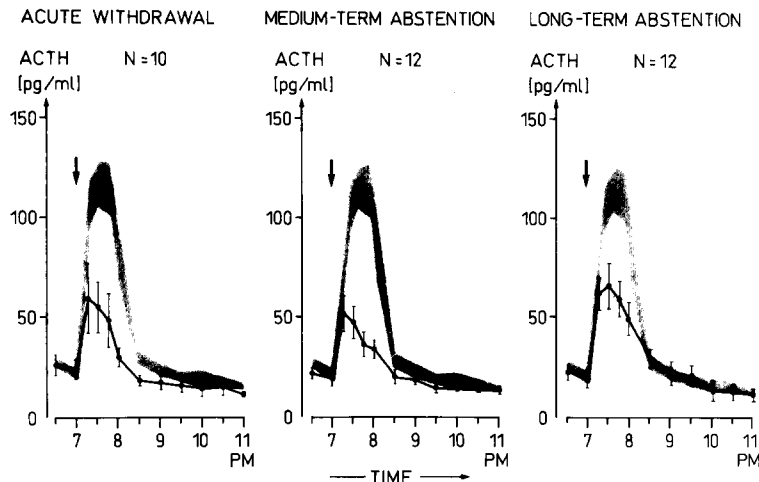 ACUTE WITHDRAWAL
ACTH N = 10
[pg/ml]
150
100
50
0
7 8 9 10 11
PM
MEDIUM-TERM ABSTENTION
ACTH N = 12
[pg/ml]
150
100
50
0
7 8 9 10 11
PM
LONG-TERM ABSTENTION
ACTH N = 12
[pg/ml]
150
100
50
0
7 8 9 10 11
PM
TIME